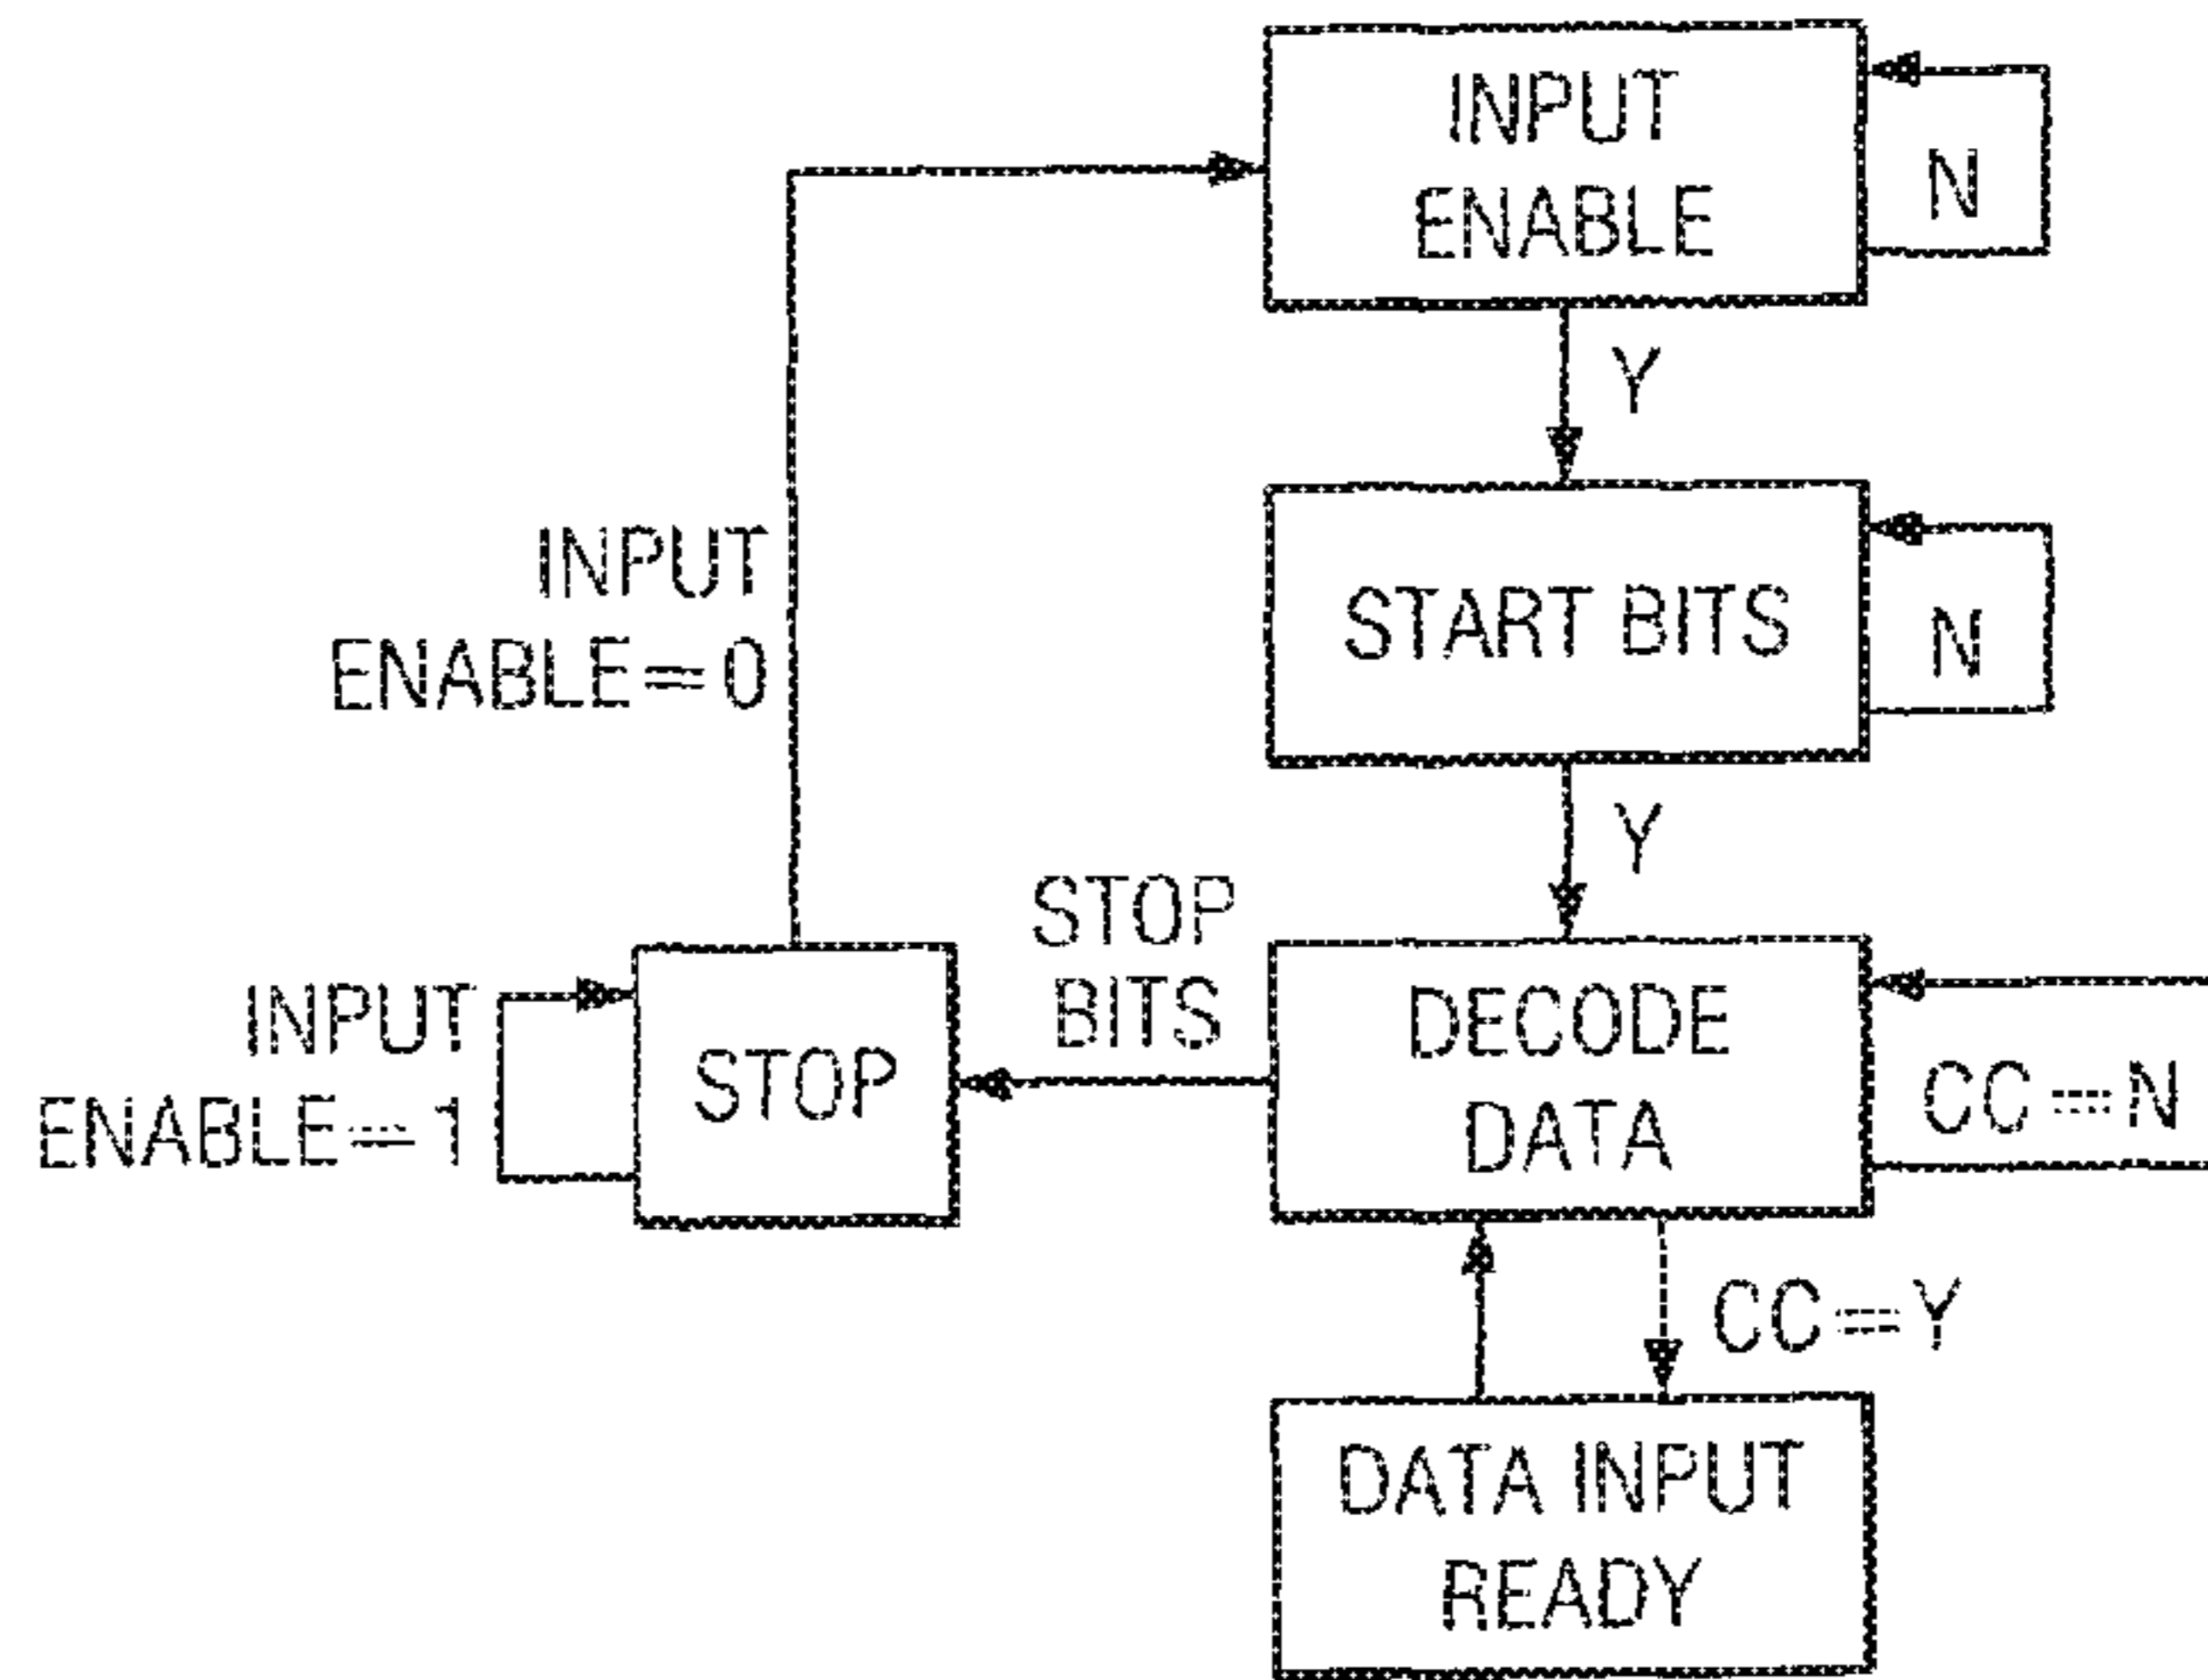 INPUT
ENABLE
N
Y
START BITS
N
INPUT
ENABLE=0
Y
STOP
BITS
INPUT
ENABLE=1
STOP
DECODE
DATA
CC=N
CC=Y
DATA INPUT
READY